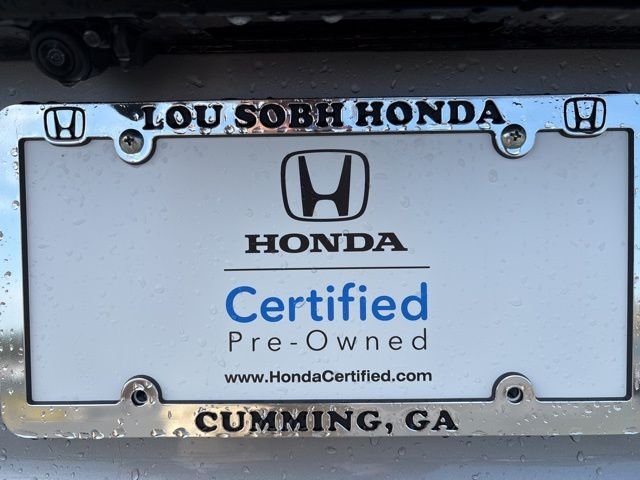 LOU SOBH HONDA
HONDA
Certified
Pre-Owned
www.HondaCertified.com
CUMMING, GA